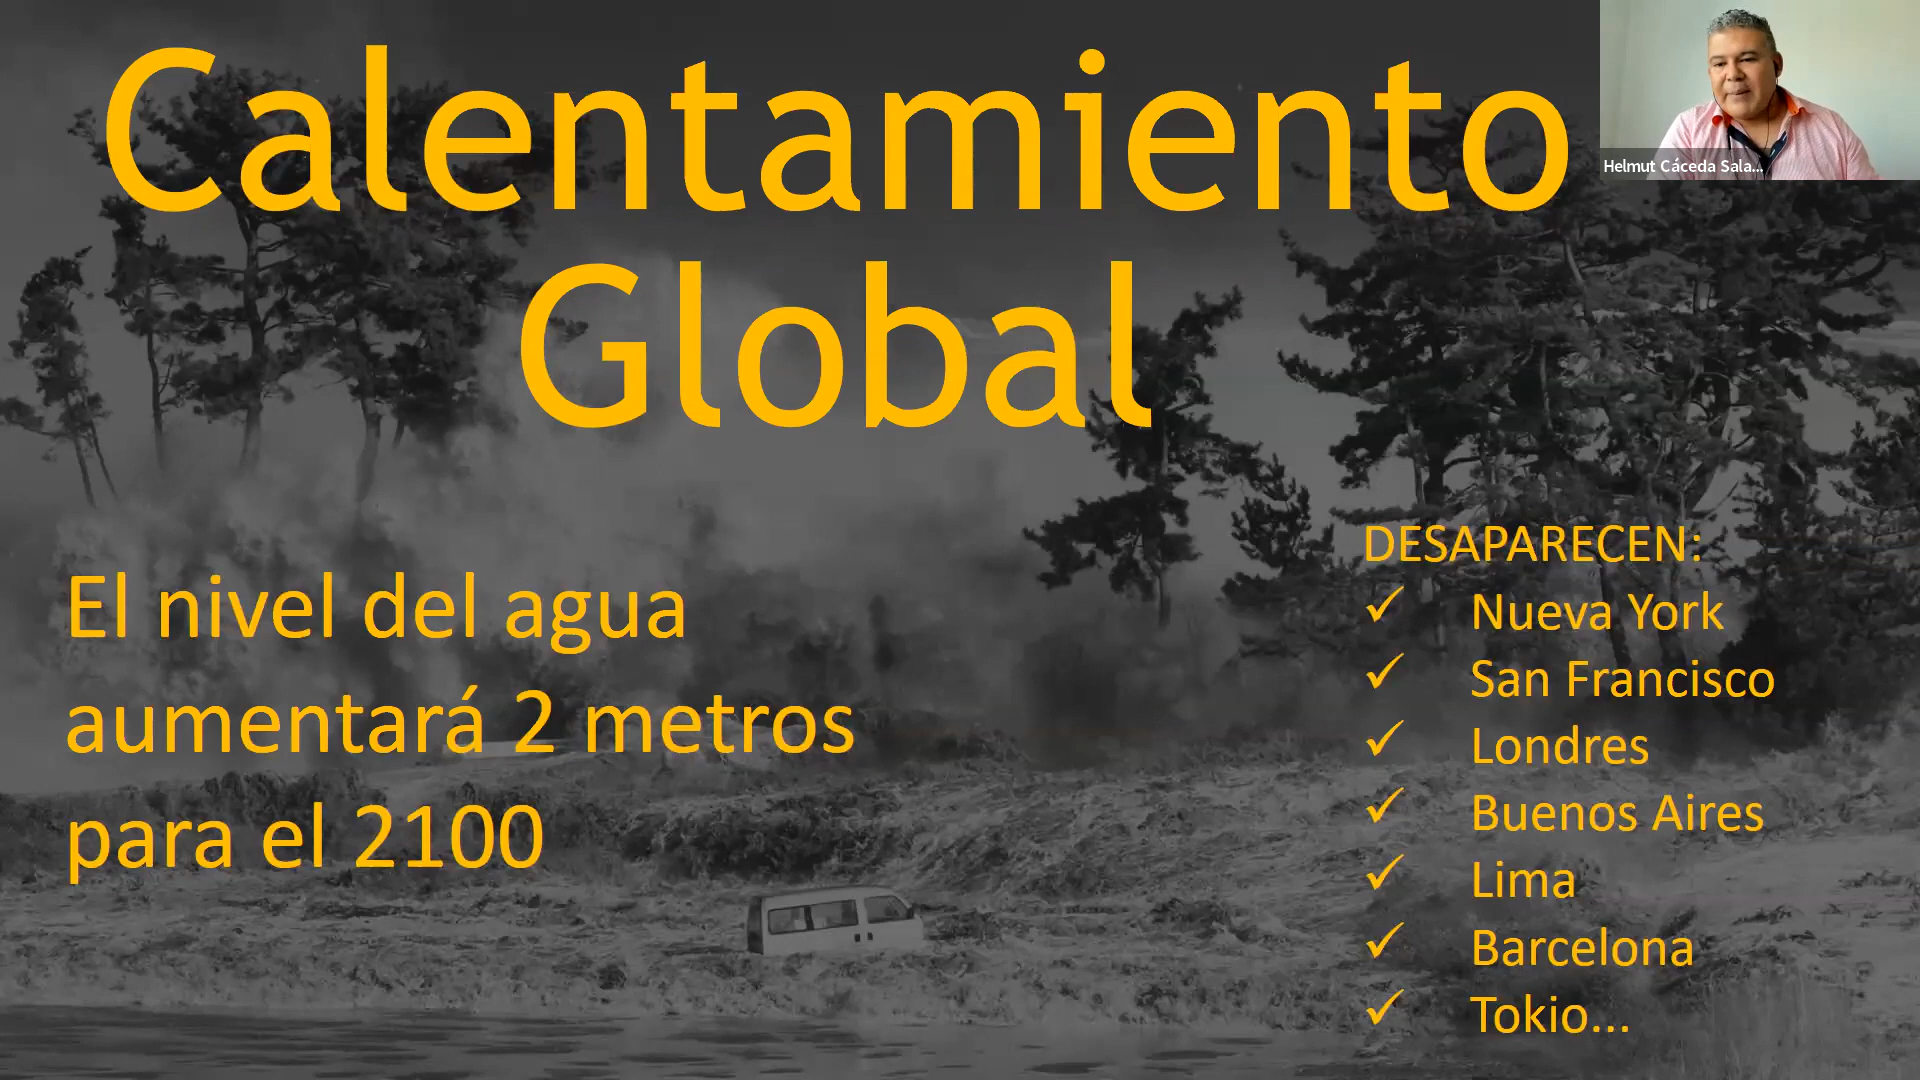 Calentamiento
Global
Helmut Cáceda Sala...
El nivel del agua
aumentará 2 metros
para el 2100
DESAPARECEN:
✓ Nueva York
✓ San Francisco
✓ Londres
✓ Buenos Aires
✓ Lima
✓ Barcelona
✓ Tokio...